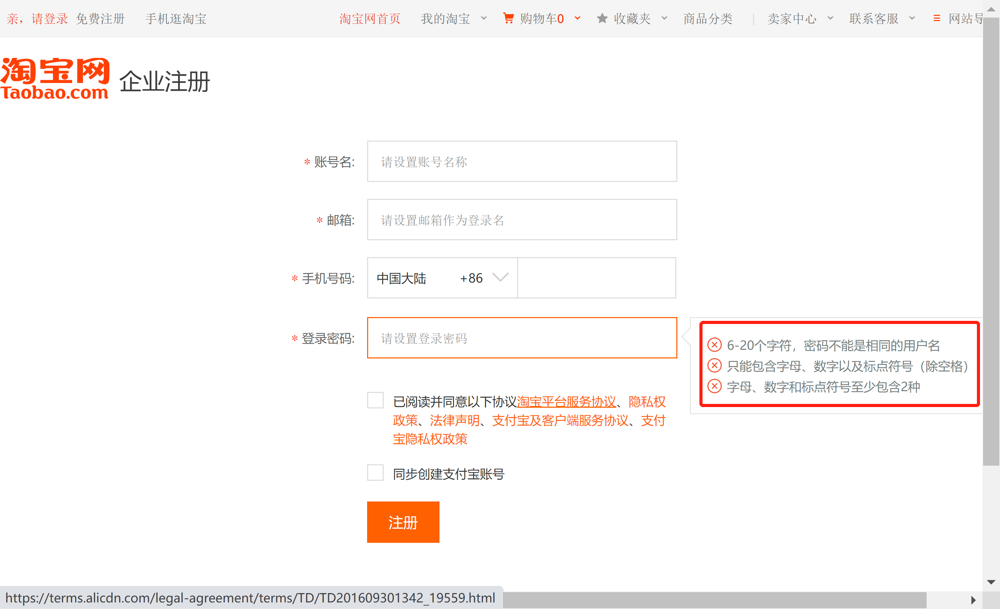 亲，请登录 免费注册 手机逛淘宝 淘宝网首页 我的淘宝 购物车0 收藏夹 商品分类 | 卖家中心 联系客服 网站导
淘宝网
Taobao.com
企业注册
* 账号名: 请设置账号名称
* 邮箱: 请设置邮箱作为登录名
* 手机号码: 中国大陆 +86
* 登录密码: 请设置登录密码
6-20个字符，密码不能是相同的用户名
只能包含字母、数字以及标点符号（除空格）
字母、数字和标点符号至少包含2种
已阅读并同意以下协议淘宝平台服务协议、隐私权
政策、法律声明、支付宝及客户端服务协议、支付
宝隐私权政策
同步创建支付宝账号
注册
https://terms.alicdn.com/legal-agreement/terms/TD/TD201609301342_19559.html